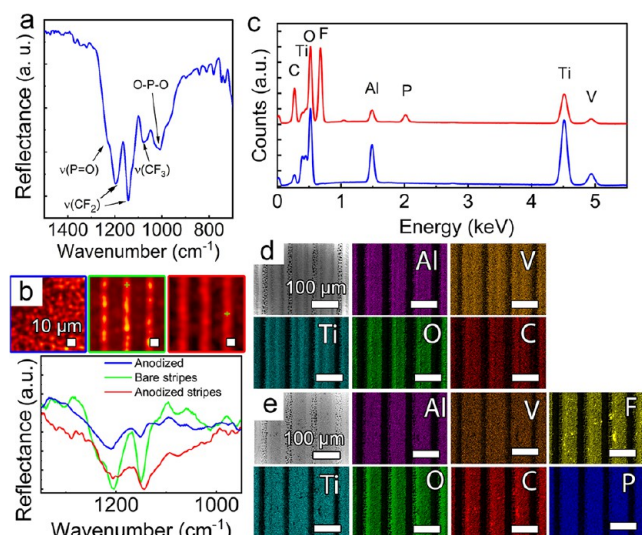 a
Reflectance (a. u.)
O-P-O
ν(P=O)
ν(CF3)
ν(CF2)
1400 1200 1000 800
Wavenumber (cm-1)
b
10 µm
Anodized
Bare stripes
Anodized stripes
Reflectance (a.u.)
1200 1000
Wavenumber (cm-1)
c
Counts (a.u.)
C
Ti
O
F
Al
P
Ti
V
0 1 2 3 4 5
Energy (keV)
d
100 µm
Al
V
Ti
O
C
e
100 µm
Al
V
F
Ti
O
C
P